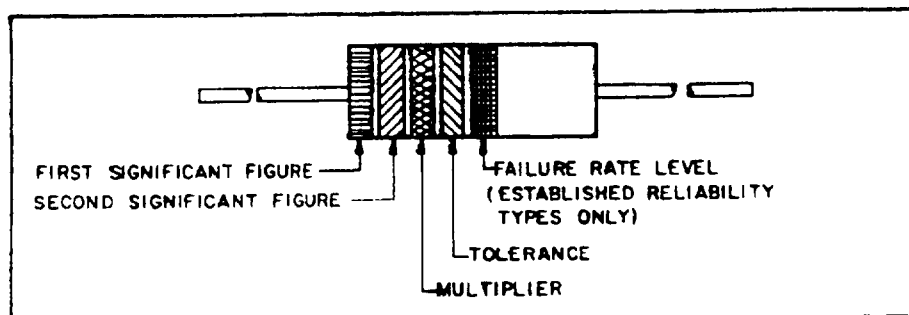 FIRST SIGNIFICANT FIGURE
SECOND SIGNIFICANT FIGURE
FAILURE RATE LEVEL
(ESTABLISHED RELIABILITY
TYPES ONLY)
TOLERANCE
MULTIPLIER